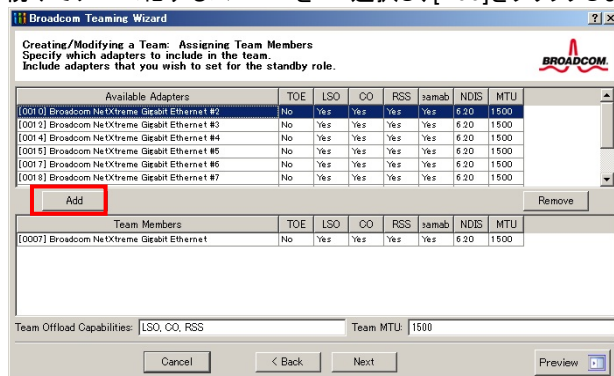 Broadcom Teaming Wizard
Creating/Modifying a Team: Assigning Team Members
Specify which adapters to include in the team.
Include adapters that you wish to set for the standby role.
BROADCOM.
Available Adapters TOE LSO CO RSS NDIS MTU
[0010] Broadcom NetXtreme Gigabit Ethernet #2 No Yes Yes Yes Yes 6.20 1500
[0012] Broadcom NetXtreme Gigabit Ethernet #3 No Yes Yes Yes Yes 6.20 1500
[0014] Broadcom NetXtreme Gigabit Ethernet #4 No Yes Yes Yes Yes 6.20 1500
[0015] Broadcom NetXtreme Gigabit Ethernet #5 No Yes Yes Yes Yes 6.20 1500
[0017] Broadcom NetXtreme Gigabit Ethernet #6 No Yes Yes Yes Yes 6.20 1500
[0018] Broadcom NetXtreme Gigabit Ethernet #7 No Yes Yes Yes Yes 6.20 1500
Add Remove
Team Members TOE LSO CO RSS NDIS MTU
[0007] Broadcom NetXtreme Gigabit Ethernet No Yes Yes Yes Yes 6.20 1500
Team Offload Capabilities: LSO, CO, RSS Team MTU: 1500
Cancel < Back Next Preview